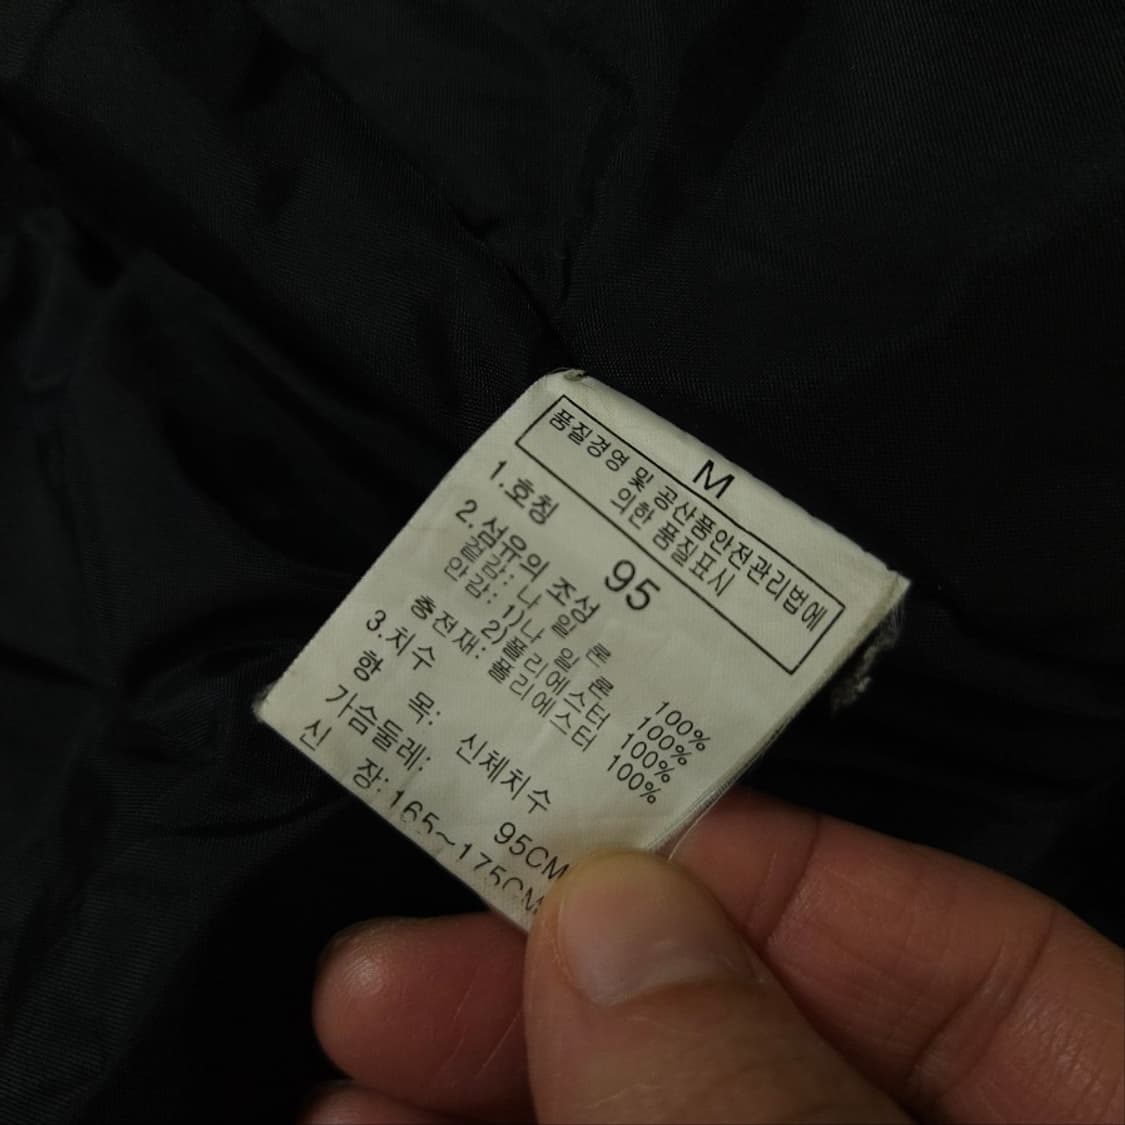 M
품질경영 및 공산품안전관리법에
의한 품질표시
1.호칭 95
2.섬유의 조성
겉감: 나 일 론 100%
안감: 1)나 일 론 100%
2)폴리에스터 100%
충전재: 폴리에스터 100%
3.치수
항 목: 신체치수
가슴둘레: 95CM
신 장: 165~175CM